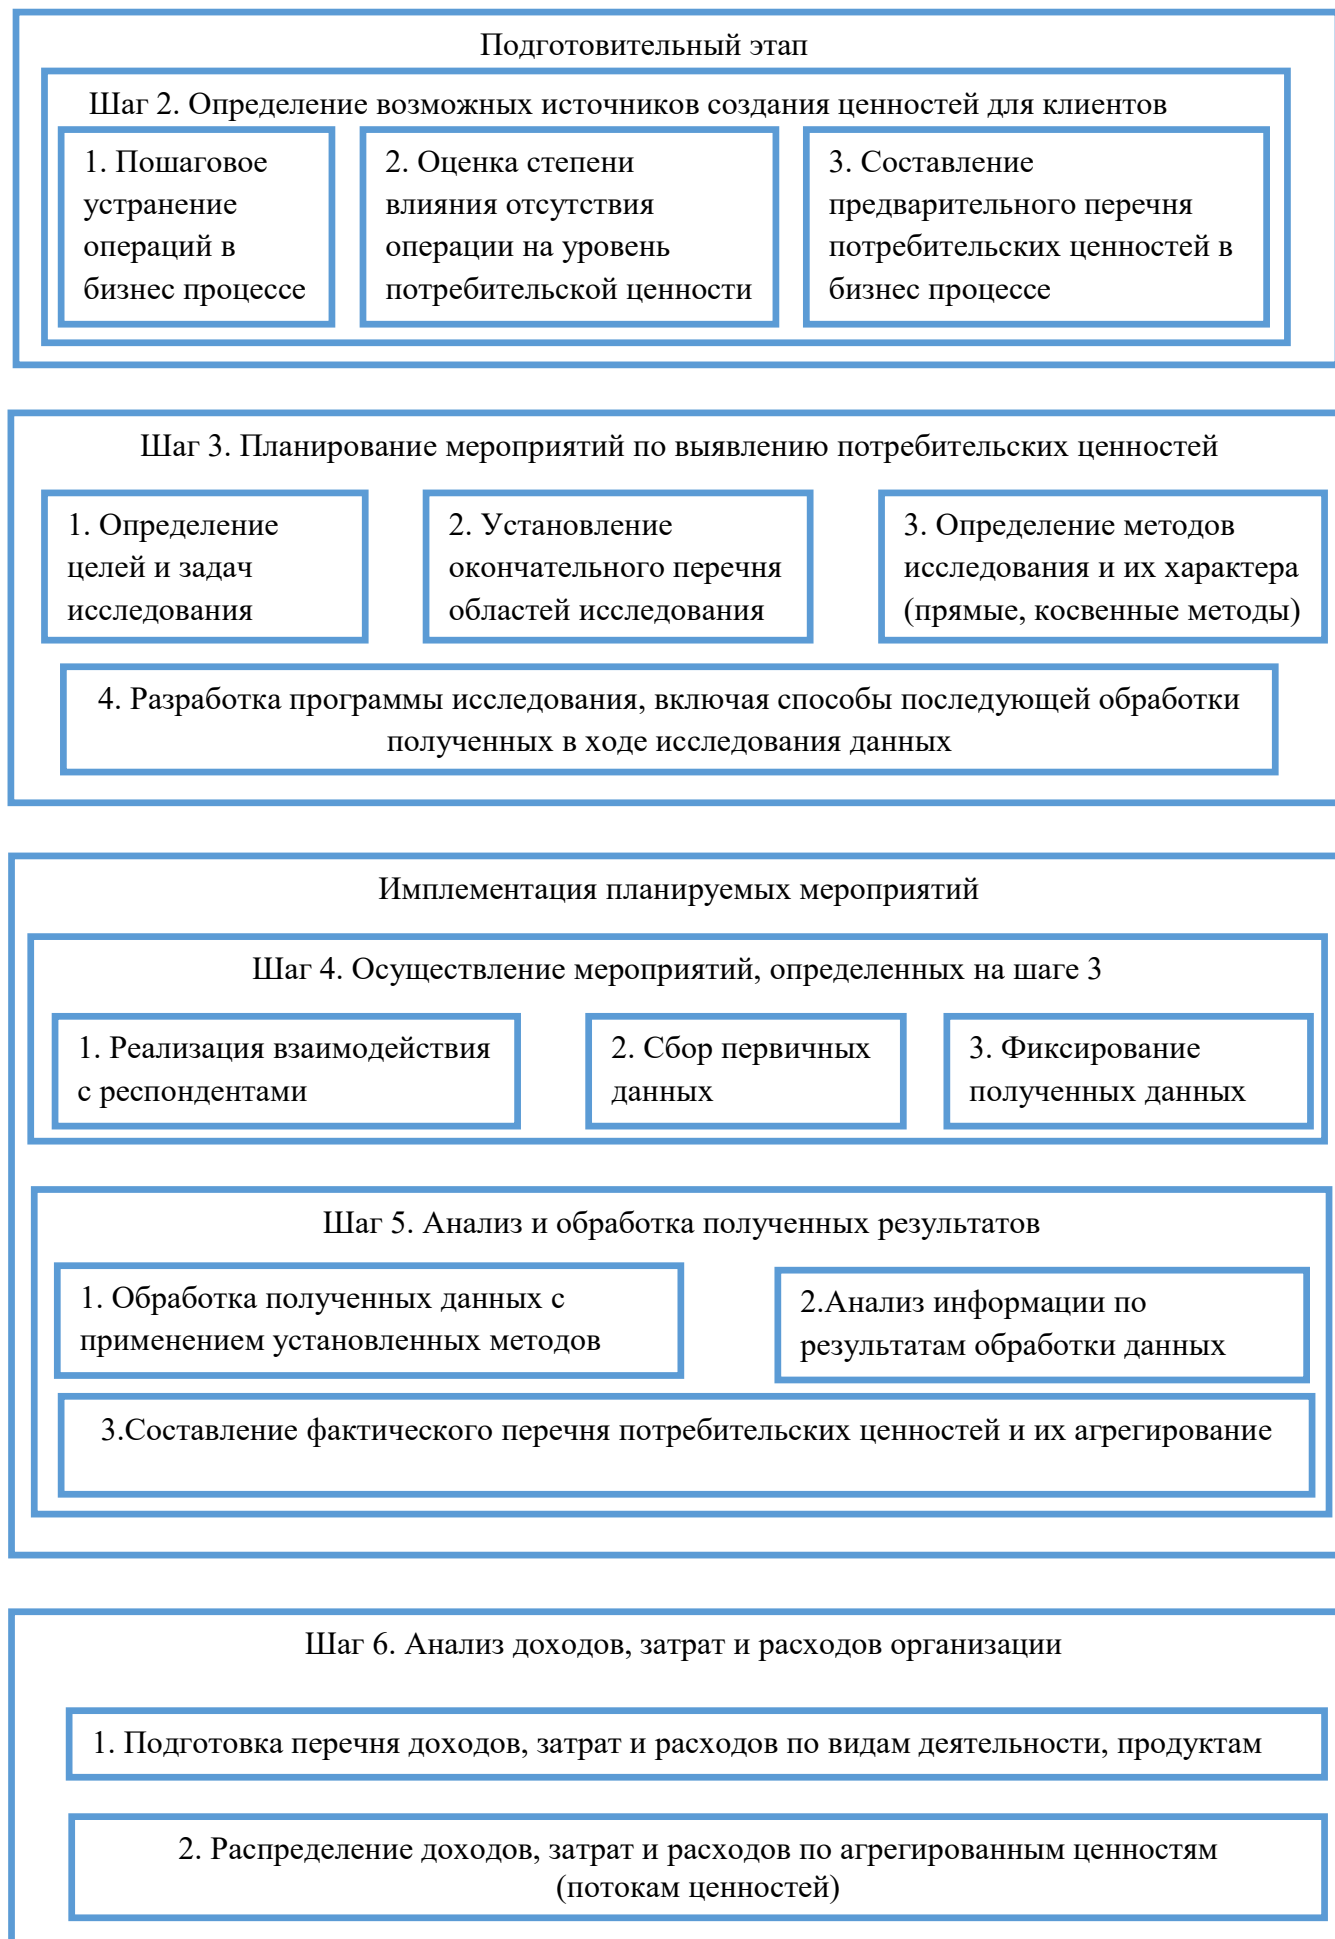 Подготовительный этап
Шаг 2. Определение возможных источников создания ценностей для клиентов
1. Пошаговое
устранение
операций в
бизнес процессе
2. Оценка степени
влияния отсутствия
операции на уровень
потребительской ценности
3. Составление
предварительного перечня
потребительских ценностей в
бизнес процессе
Шаг 3. Планирование мероприятий по выявлению потребительских ценностей
1. Определение
целей и задач
исследования
2. Установление
окончательного перечня
областей исследования
3. Определение методов
исследования и их характера
(прямые, косвенные методы)
4. Разработка программы исследования, включая способы последующей обработки
полученных в ходе исследования данных
Имплементация планируемых мероприятий
Шаг 4. Осуществление мероприятий, определенных на шаге 3
1. Реализация взаимодействия
с респондентами
2. Сбор первичных
данных
3. Фиксирование
полученных данных
Шаг 5. Анализ и обработка полученных результатов
1. Обработка полученных данных с
применением установленных методов
2.Анализ информации по
результатам обработки данных
3.Составление фактического перечня потребительских ценностей и их агрегирование
Шаг 6. Анализ доходов, затрат и расходов организации
1. Подготовка перечня доходов, затрат и расходов по видам деятельности, продуктам
2. Распределение доходов, затрат и расходов по агрегированным ценностям
(потокам ценностей)